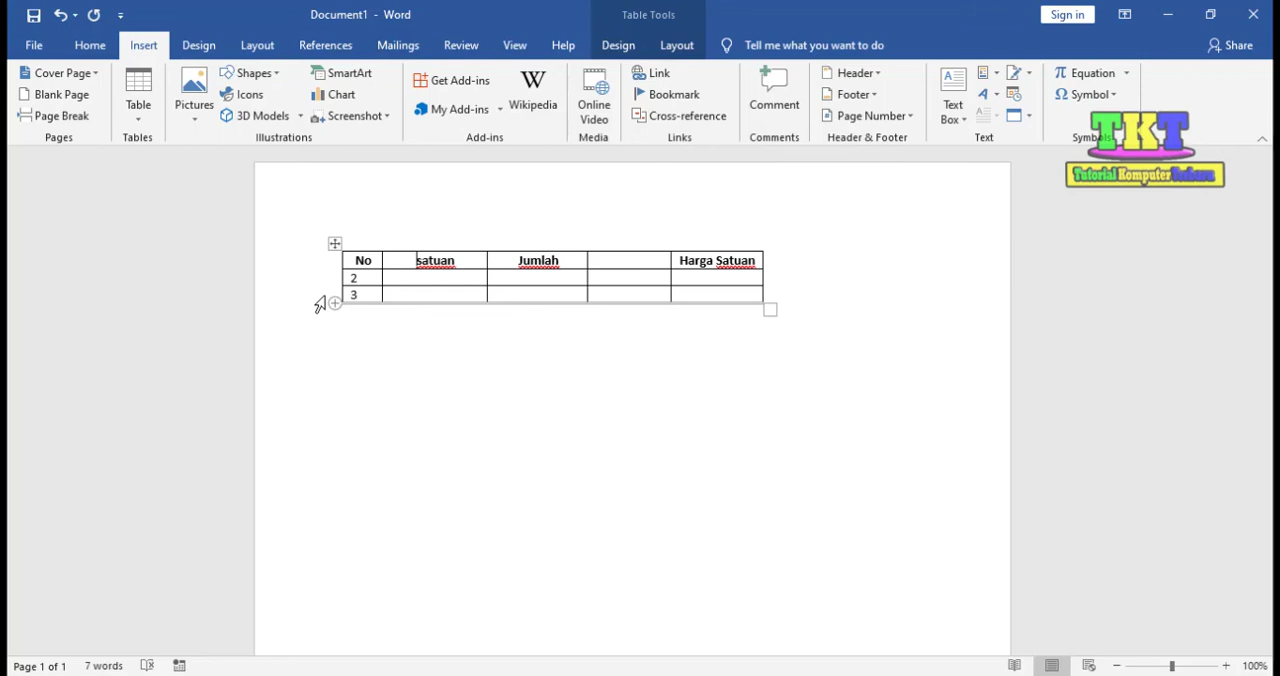 Document1 - Word
Table Tools
Sign in
File Home Insert Design Layout References Mailings Review View Help Design Layout Tell me what you want to do Share
Cover Page
Blank Page
Page Break
Pages
Table
Tables
Pictures
Shapes
Icons
3D Models
SmartArt
Chart
Screenshot
Illustrations
Get Add-ins
My Add-ins
Wikipedia
Add-ins
Online
Video
Media
Link
Bookmark
Cross-reference
Links
Comment
Comments
Header
Footer
Page Number
Header & Footer
Text
Box
Text
Equation
Symbol
Symbols
TKT
Tutorial Komputer Terbaru
No satuan Jumlah Harga Satuan
2
3
Page 1 of 1 7 words 100%